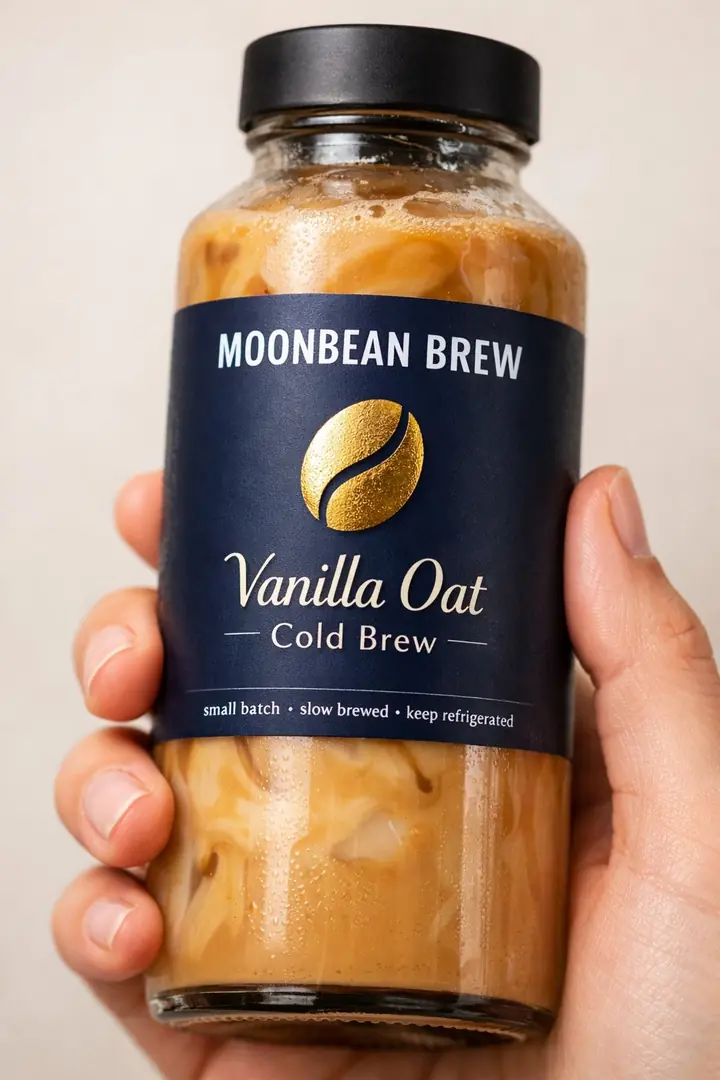 MOONBEAN BREW
Vanilla Oat
Cold Brew
small batch • slow brewed • keep refrigerated